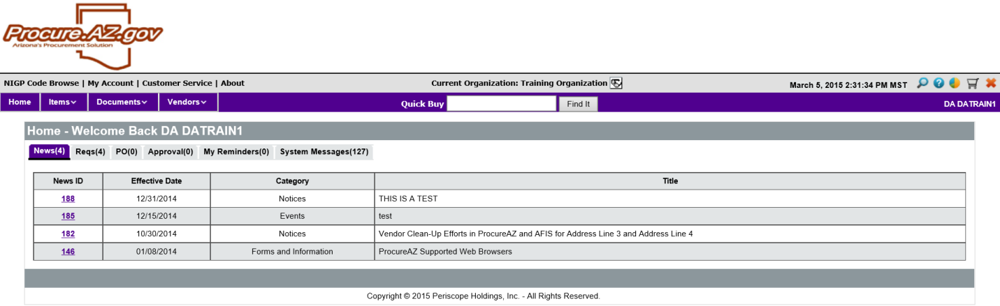 Procure.AZ.gov
Arizona's Procurement Solution
NIGP Code Browse | My Account | Customer Service | About Current Organization: Training Organization March 5, 2015 2:31:34 PM MST
Home Items Documents Vendors Quick Buy Find It DA DATRAIN1
Home - Welcome Back DA DATRAIN1
News(4) Reqs(4) PO(0) Approval(0) My Reminders(0) System Messages(127)
News ID Effective Date Category Title
188 12/31/2014 Notices THIS IS A TEST
185 12/15/2014 Events test
182 10/30/2014 Notices Vendor Clean-Up Efforts in ProcureAZ and AFIS for Address Line 3 and Address Line 4
146 01/08/2014 Forms and Information ProcureAZ Supported Web Browsers
Copyright © 2015 Periscope Holdings, Inc. - All Rights Reserved.